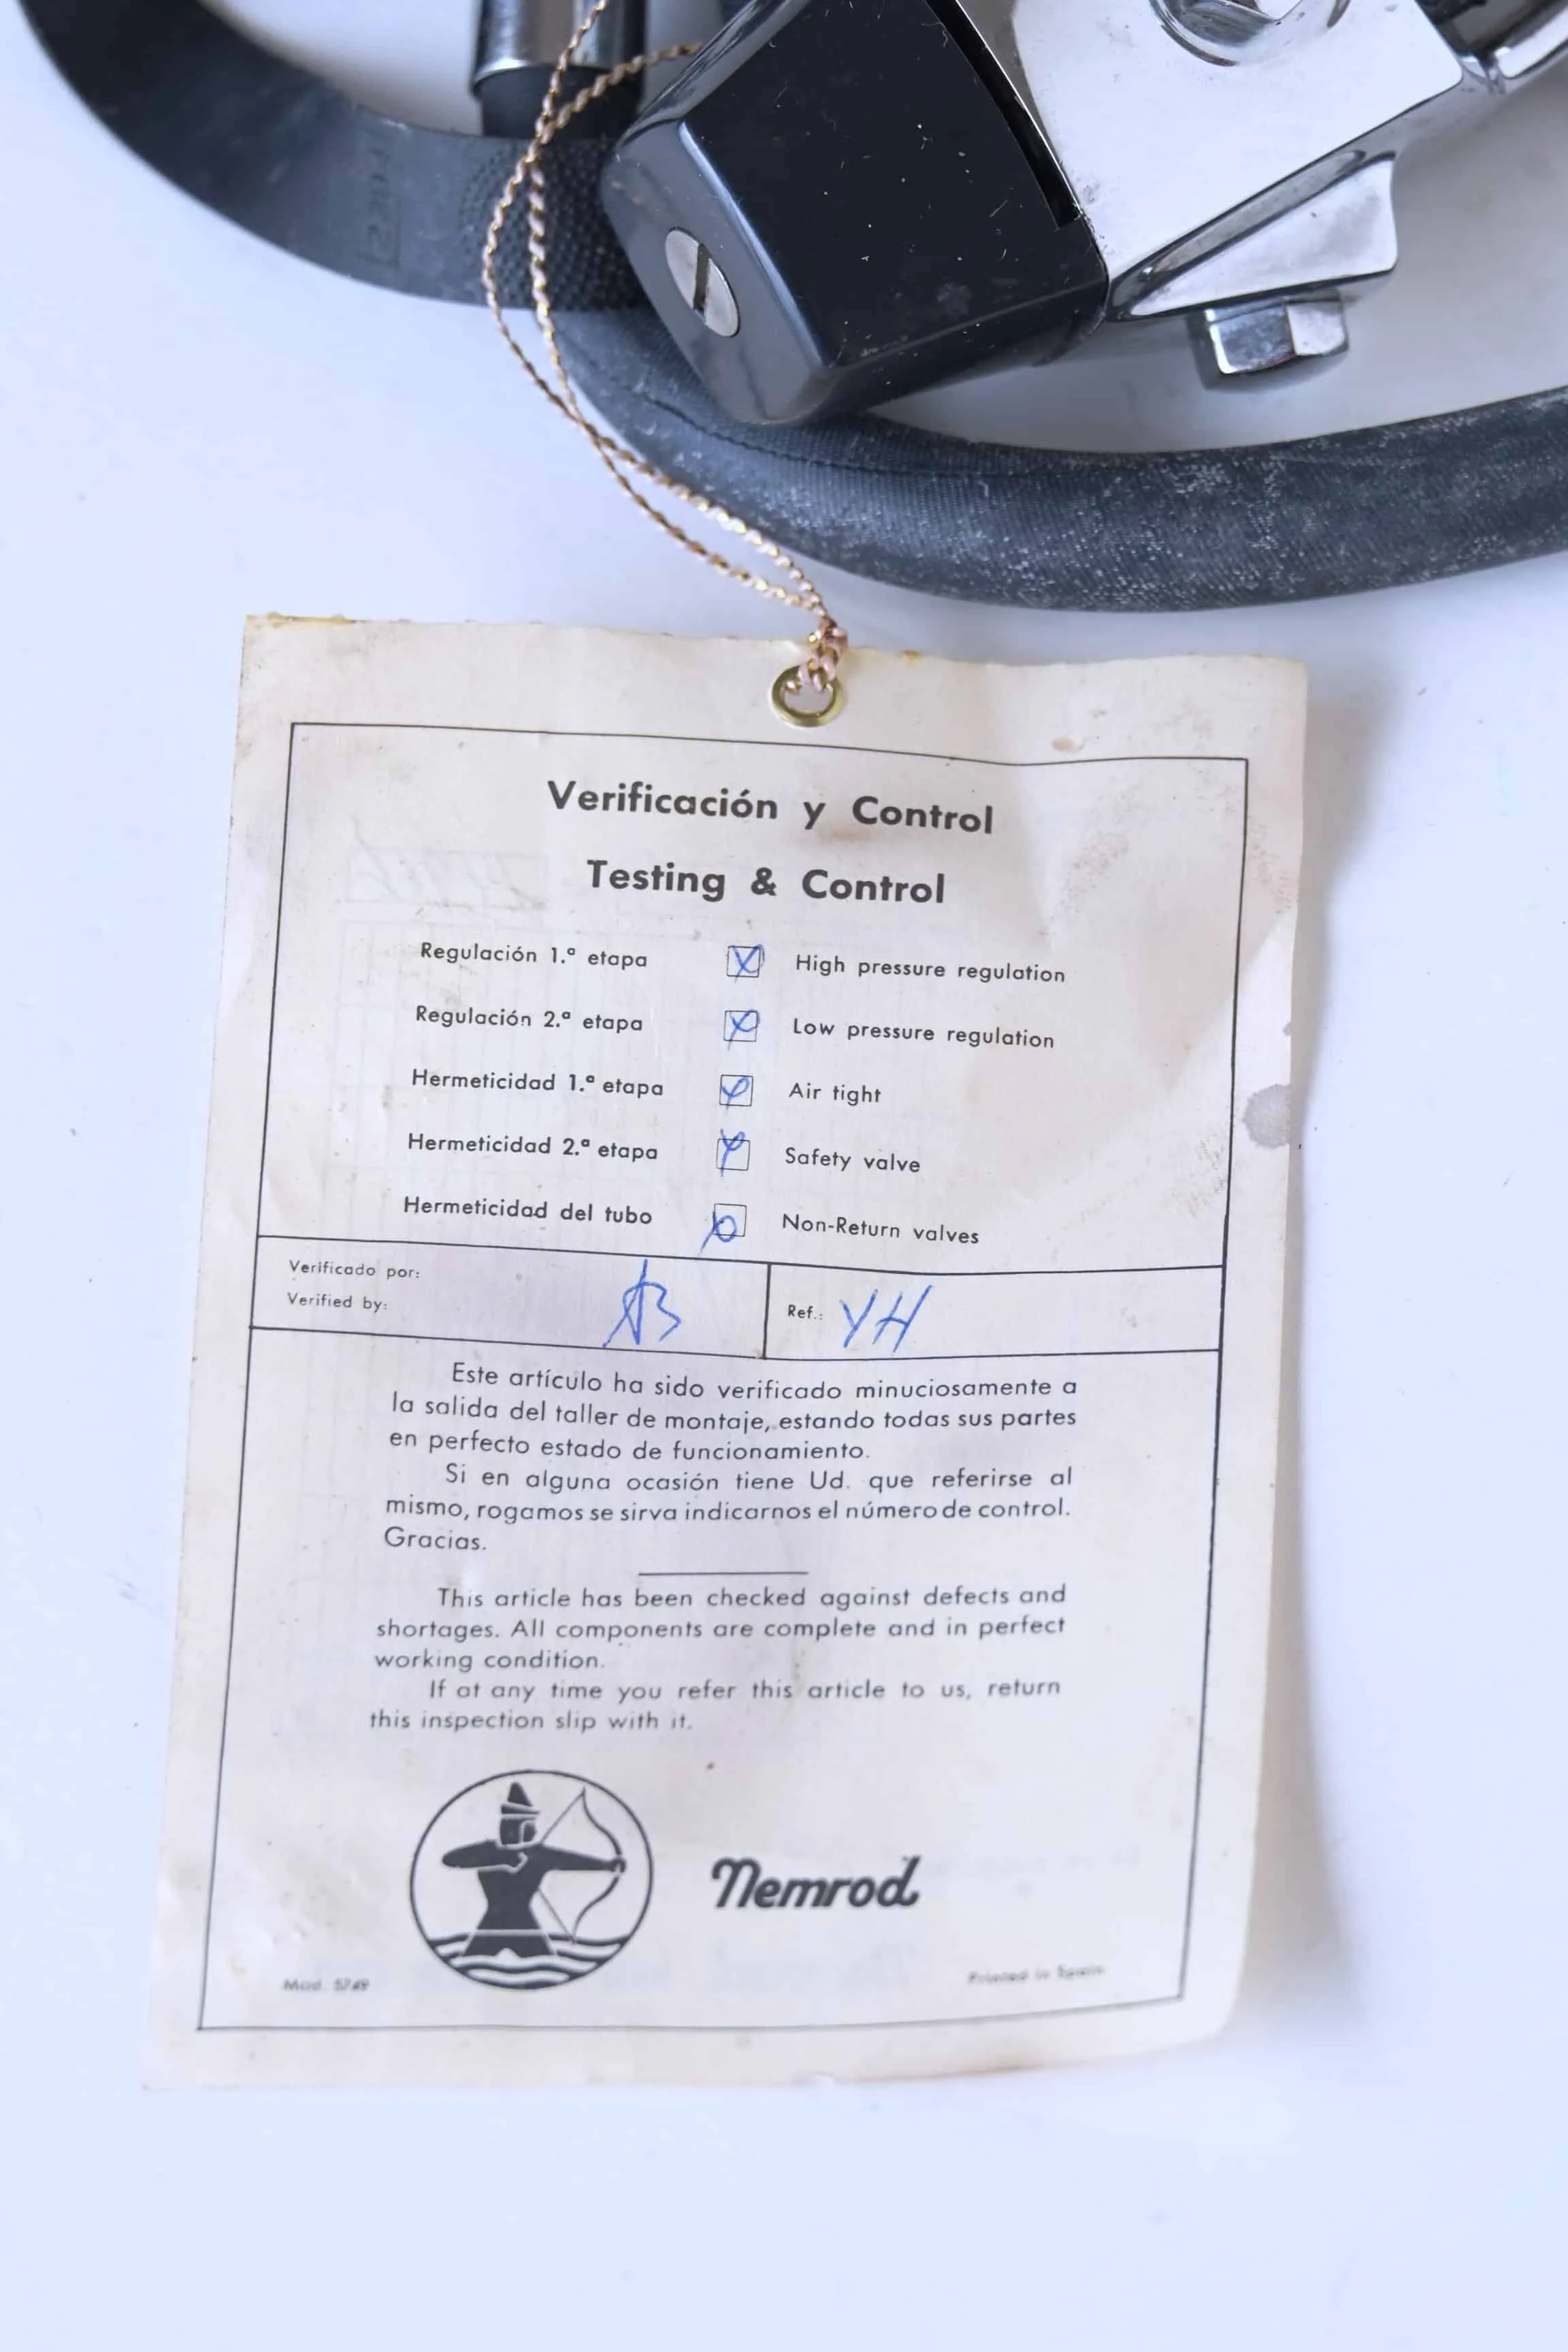 Verificación y Control
Testing & Control
Regulación 1.ª etapa High pressure regulation
Regulación 2.ª etapa Low pressure regulation
Hermeticidad 1.ª etapa Air tight
Hermeticidad 2.ª etapa Safety valve
Hermeticidad del tubo Non-Return valves
Verificado por:
Verified by:
Ref.: YH
Este artículo ha sido verificado minuciosamente a
la salida del taller de montaje, estando todas sus partes
en perfecto estado de funcionamiento.
Si en alguna ocasión tiene Ud. que referirse al
mismo, rogamos se sirva indicarnos el número de control.
Gracias.
This article has been checked against defects and
shortages. All components are complete and in perfect
working condition.
If at any time you refer this article to us, return
this inspection slip with it.
Nemrod
Mod. 5749
Printed in Spain